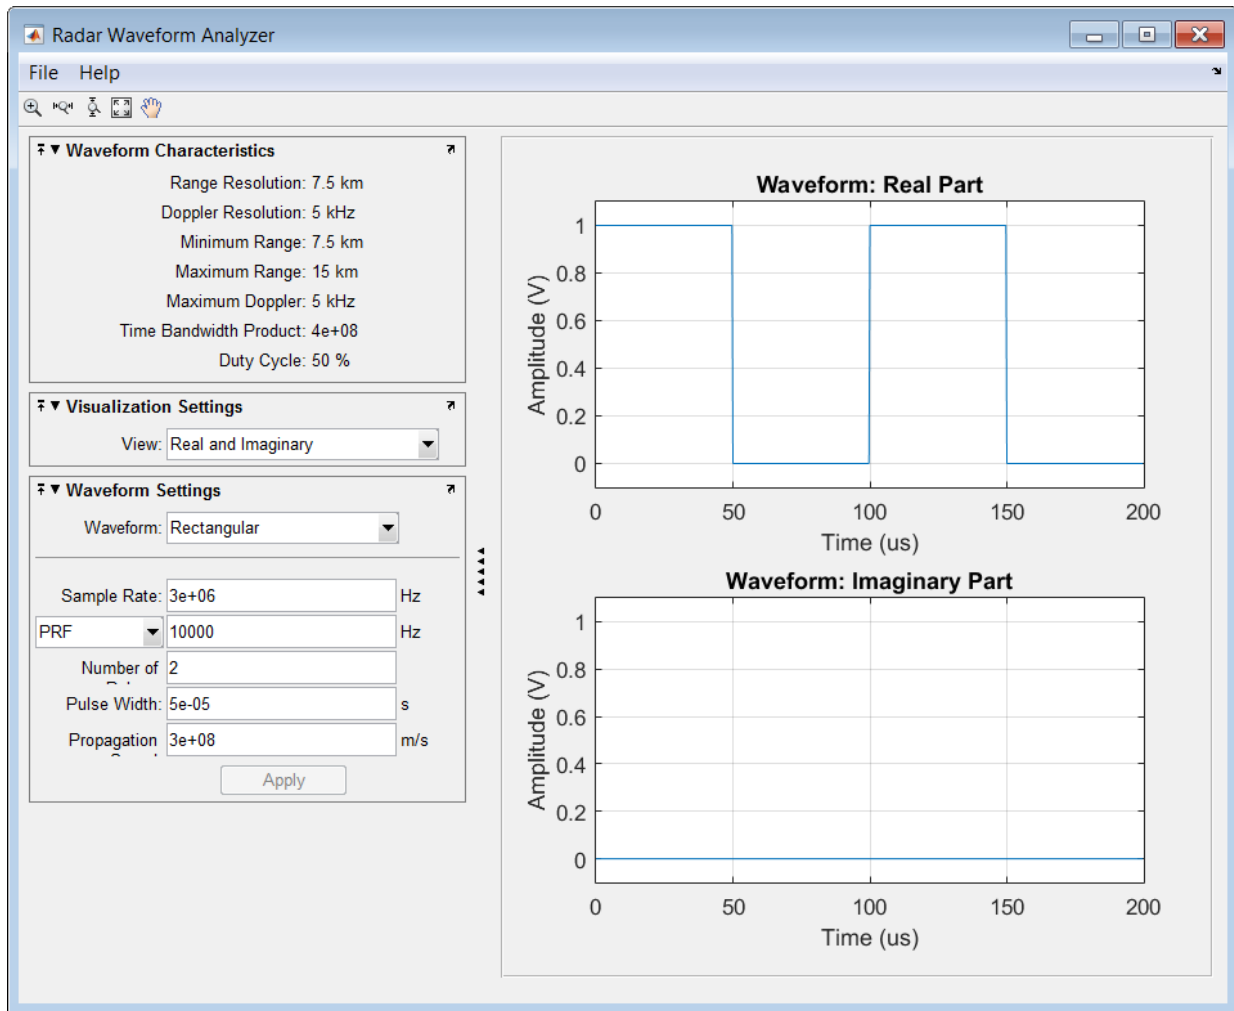 Radar Waveform Analyzer
File Help
Waveform Characteristics
Range Resolution: 7.5 km
Doppler Resolution: 5 kHz
Minimum Range: 7.5 km
Maximum Range: 15 km
Maximum Doppler: 5 kHz
Time Bandwidth Product: 4e+08
Duty Cycle: 50 %
Visualization Settings
View: Real and Imaginary
Waveform Settings
Waveform: Rectangular
Sample Rate: 3e+06 Hz
PRF 10000 Hz
Number of 2
Pulse Width: 5e-05 s
Propagation 3e+08 m/s
Apply
Waveform: Real Part
Amplitude (V)
1
0.8
0.6
0.4
0.2
0
0 50 100 150 200
Time (us)
Waveform: Imaginary Part
Amplitude (V)
1
0.8
0.6
0.4
0.2
0
0 50 100 150 200
Time (us)